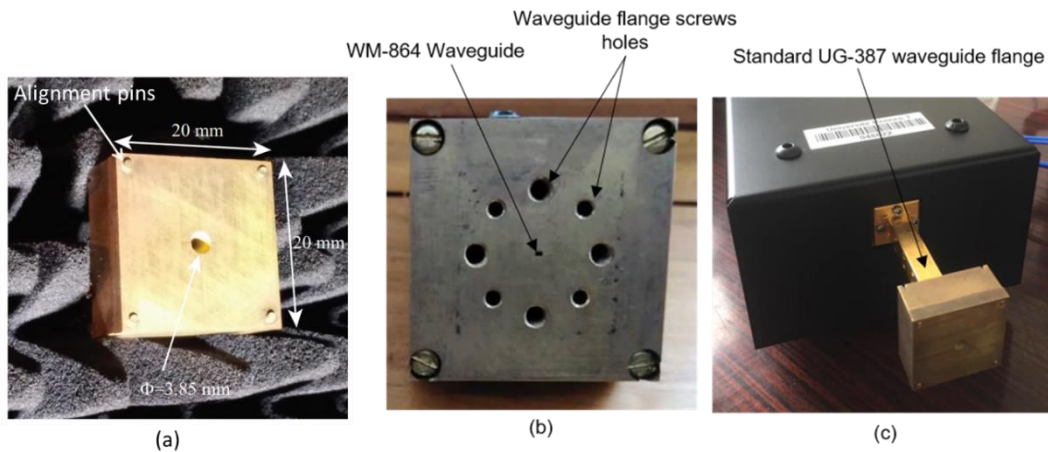 Alignment pins
20 mm
20 mm
Φ=3.85 mm
(a)
WM-864 Waveguide
Waveguide flange screws
holes
(b)
Standard UG-387 waveguide flange
(c)